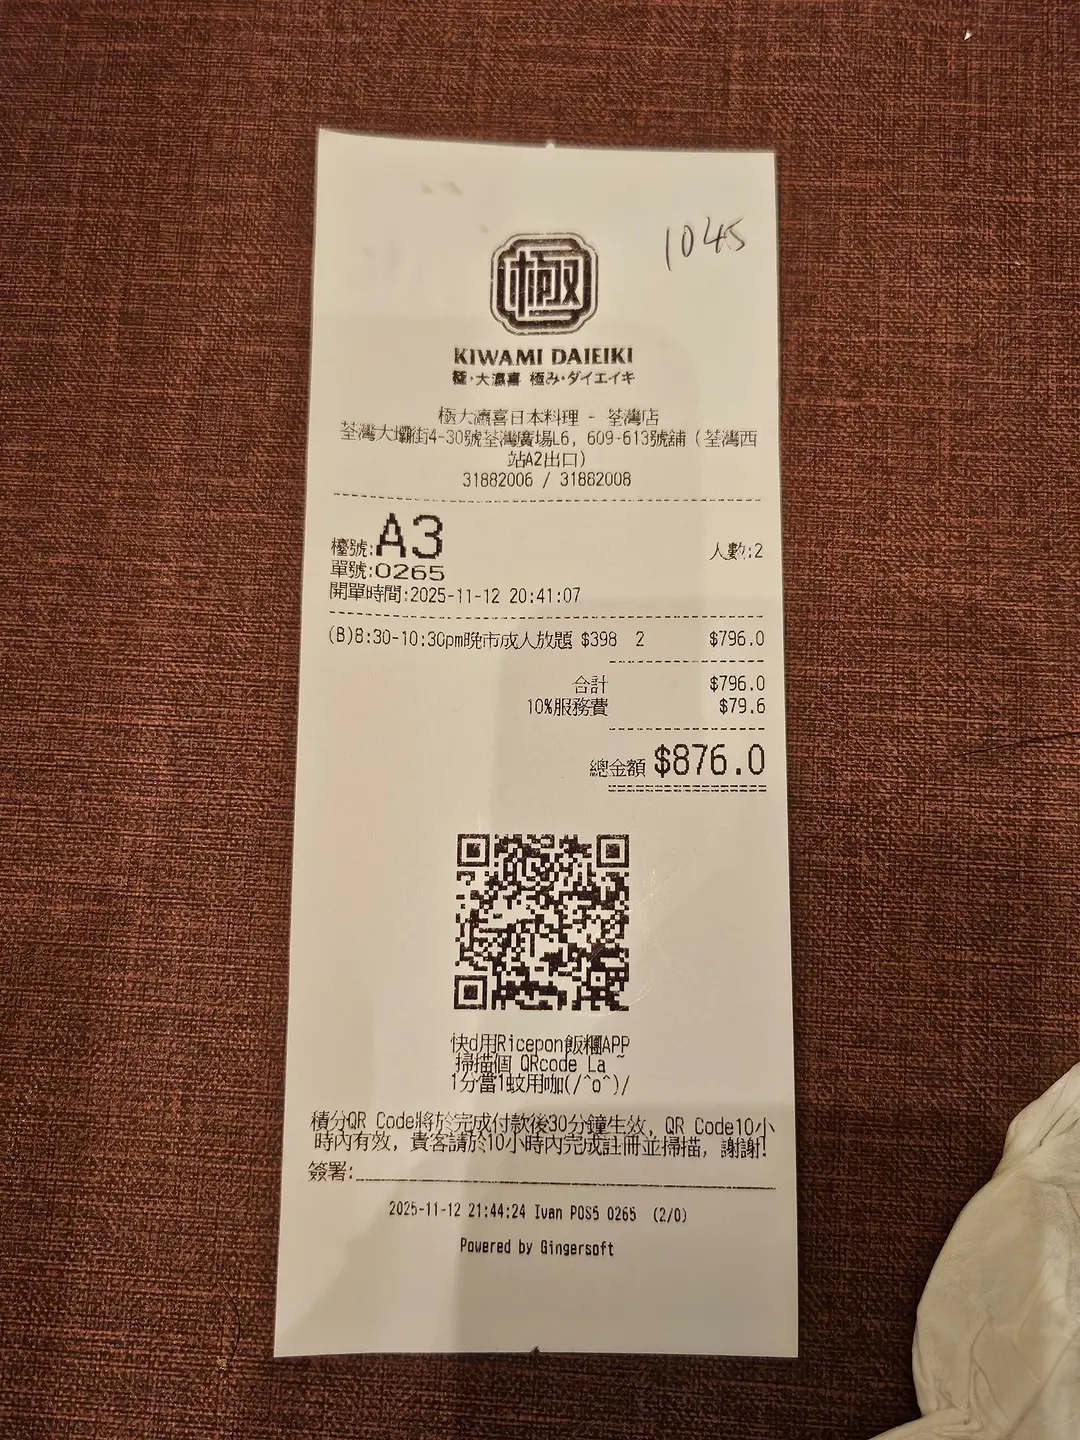 1045
極
KIWAMI DAIEIKI
極・大瀛喜 極み・ダイエイキ
極大瀛喜日本料理 - 荃灣店
荃灣大壩街4-30號荃灣廣場L6, 609-613號舖 (荃灣西
站A2出口)
31882006 / 31882008
檯號:A3
人數:2
單號:0265
開單時間:2025-11-12 20:41:07
(B)8:30-10:30pm晚市成人放題 $398 2 $796.0
合計 $796.0
10%服務費 $79.6
總金額 $876.0
快d用Ricepon飯糰APP
掃描個 QRcode La ~
1分當1蚊用咖(/^o^)/
積分QR Code將於完成付款後30分鐘生效, QR Code10小
時內有效, 貴客請於10小時內完成註冊並掃描, 謝謝!
簽署:
2025-11-12 21:44:24 Ivan POS5 0265 (2/0)
Powered by Gingersoft